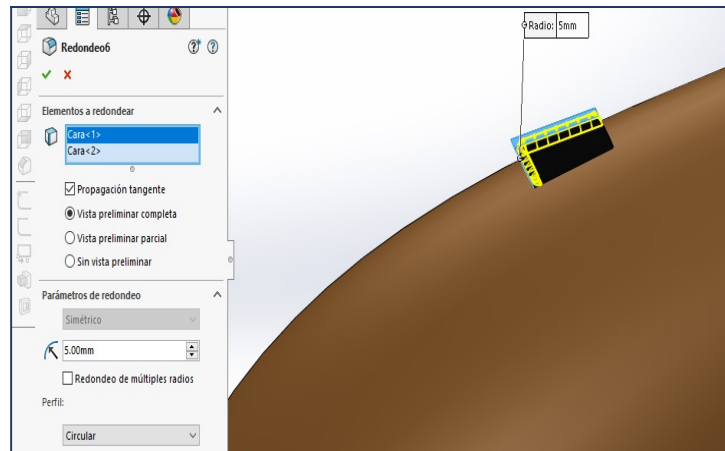 Redondeo6
Elementos a redondear
Cara<1>
Cara<2>
Propagación tangente
Vista preliminar completa
Vista preliminar parcial
Sin vista preliminar
Parámetros de redondeo
Simétrico
5.00mm
Redondeo de múltiples radios
Perfil:
Circular
Radio: 5mm